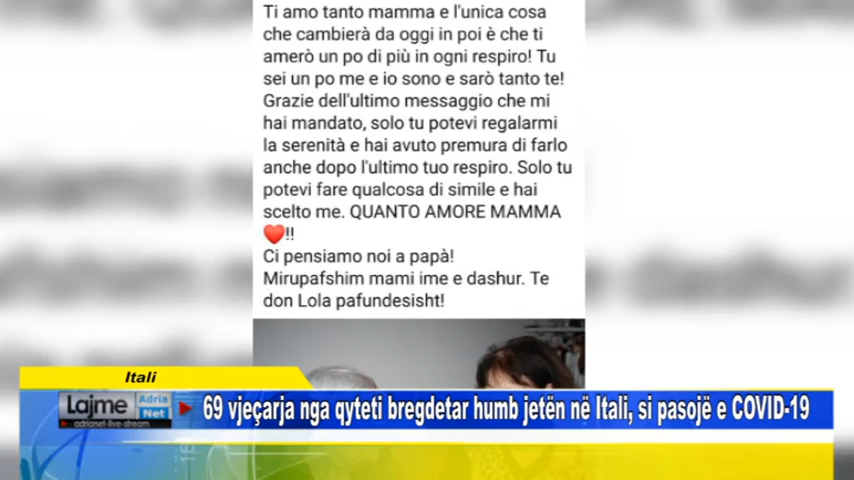 Ti amo tanto mamma e l'unica cosa
che cambierà da oggi in poi è che ti
amerò un po di più in ogni respiro! Tu
sei un po me e io sono e sarò tanto te!
Grazie dell'ultimo messaggio che mi
hai mandato, solo tu potevi regalarmi
la serenità e hai avuto premura di farlo
anche dopo l'ultimo tuo respiro. Solo tu
potevi fare qualcosa di simile e hai
scelto me. QUANTO AMORE MAMMA
❤️!!
Ci pensiamo noi a papà!
Mirupafshim mami ime e dashur. Te
don Lola pafundesisht!
Itali
Lajme
Adria
Net
adrianet-live-stream
69 vjeçarja nga qyteti bregdetar humb jetën në Itali, si pasojë e COVID-19